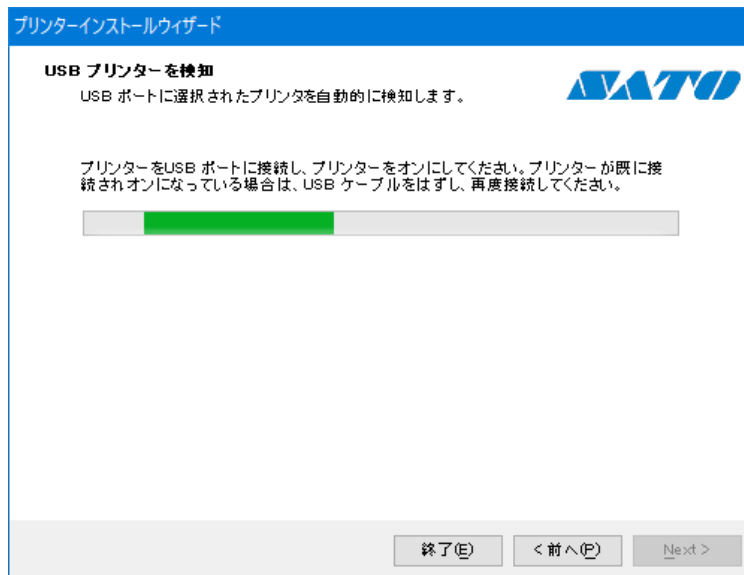 プリンターインストールウィザード
USB プリンターを検知
USB ポートに選択されたプリンタを自動的に検知します。
SATO
プリンターをUSB ポートに接続し、プリンターをオンにしてください。プリンターが既に接
続されオンになっている場合は、USB ケーブルをはずし、再度接続してください。
終了(E)
< 前へ(P)
Next >